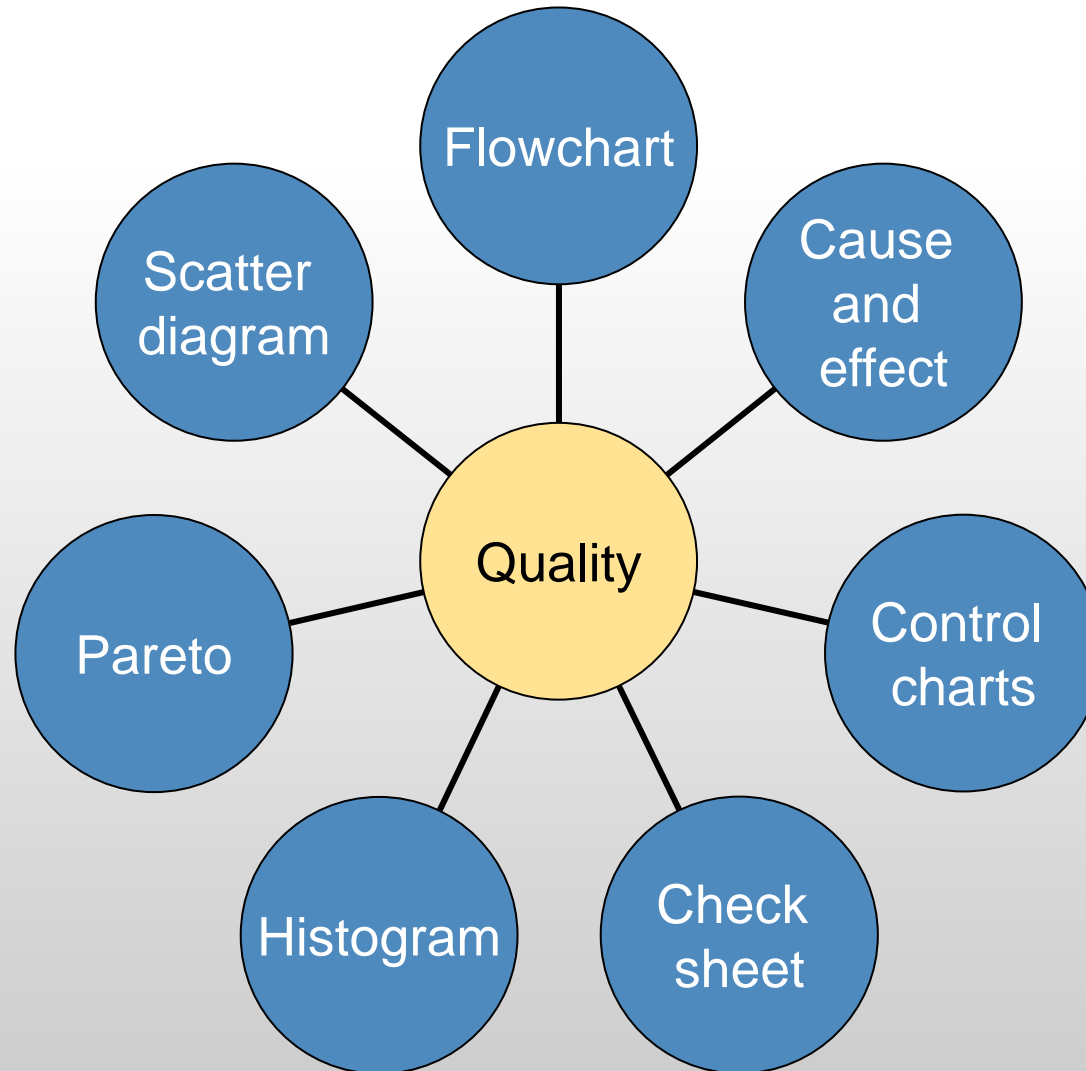 Flowchart
Cause
and
effect
Scatter
diagram
Quality
Control
charts
Pareto
Check
sheet
Histogram